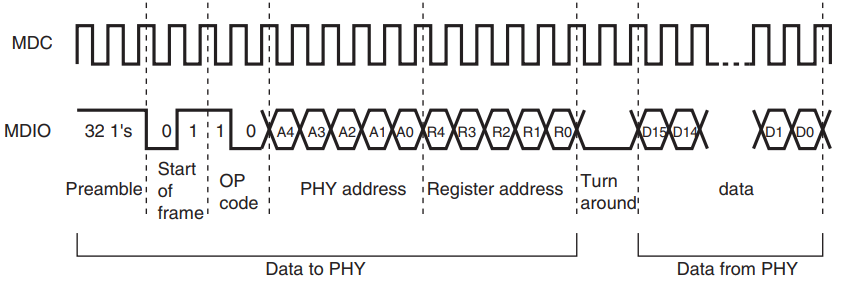 MDC
MDIO
32 1's 0 1 1 0 A4 A3 A2 A1 A0 R4 R3 R2 R1 R0 D15 D14 D1 D0
Preamble
Start
of
frame
OP
code
PHY address
Register address
Turn
around
data
Data to PHY
Data from PHY